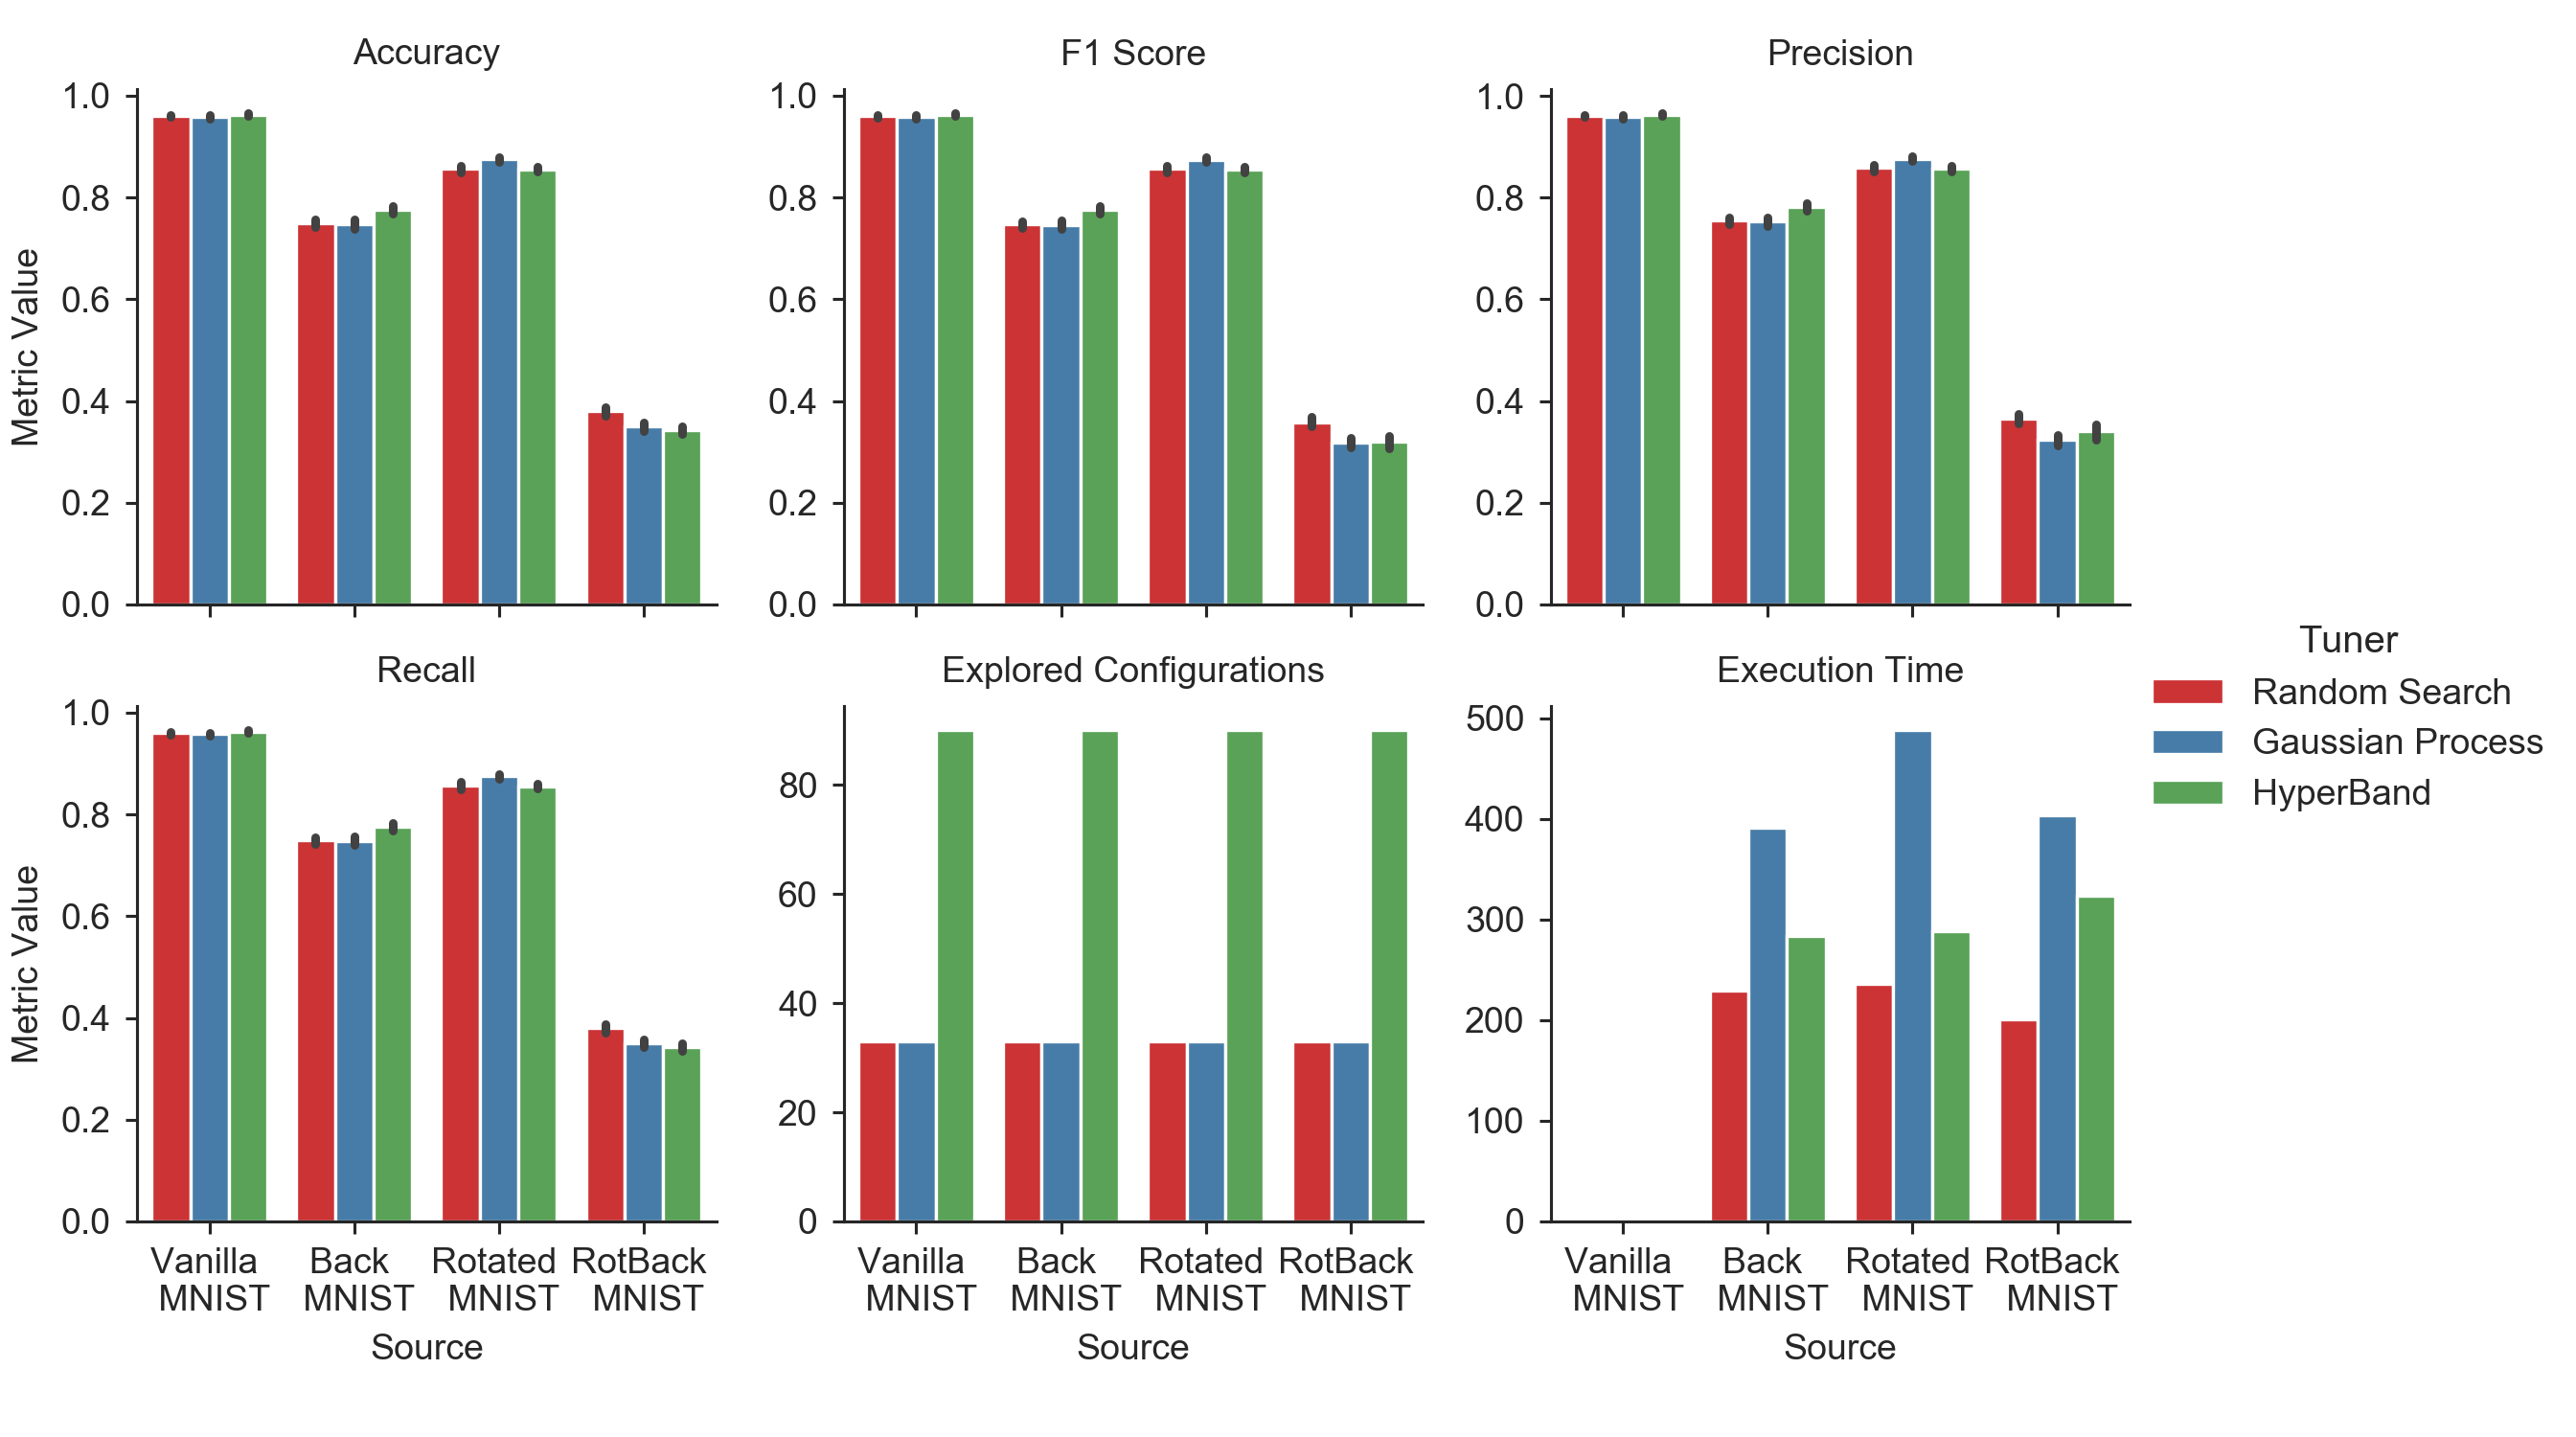 Accuracy
F1 Score
Precision
1.0
0.8
0.6
0.4
0.2
0.0
Metric Value
1.0
0.8
0.6
0.4
0.2
0.0
1.0
0.8
0.6
0.4
0.2
0.0
Recall
Explored Configurations
Execution Time
1.0
0.8
0.6
0.4
0.2
0.0
Metric Value
80
60
40
20
0
500
400
300
200
100
0
Vanilla MNIST
Back MNIST
Rotated MNIST
RotBack MNIST
Source
Vanilla MNIST
Back MNIST
Rotated MNIST
RotBack MNIST
Source
Vanilla MNIST
Back MNIST
Rotated MNIST
RotBack MNIST
Source
Tuner
Random Search
Gaussian Process
HyperBand